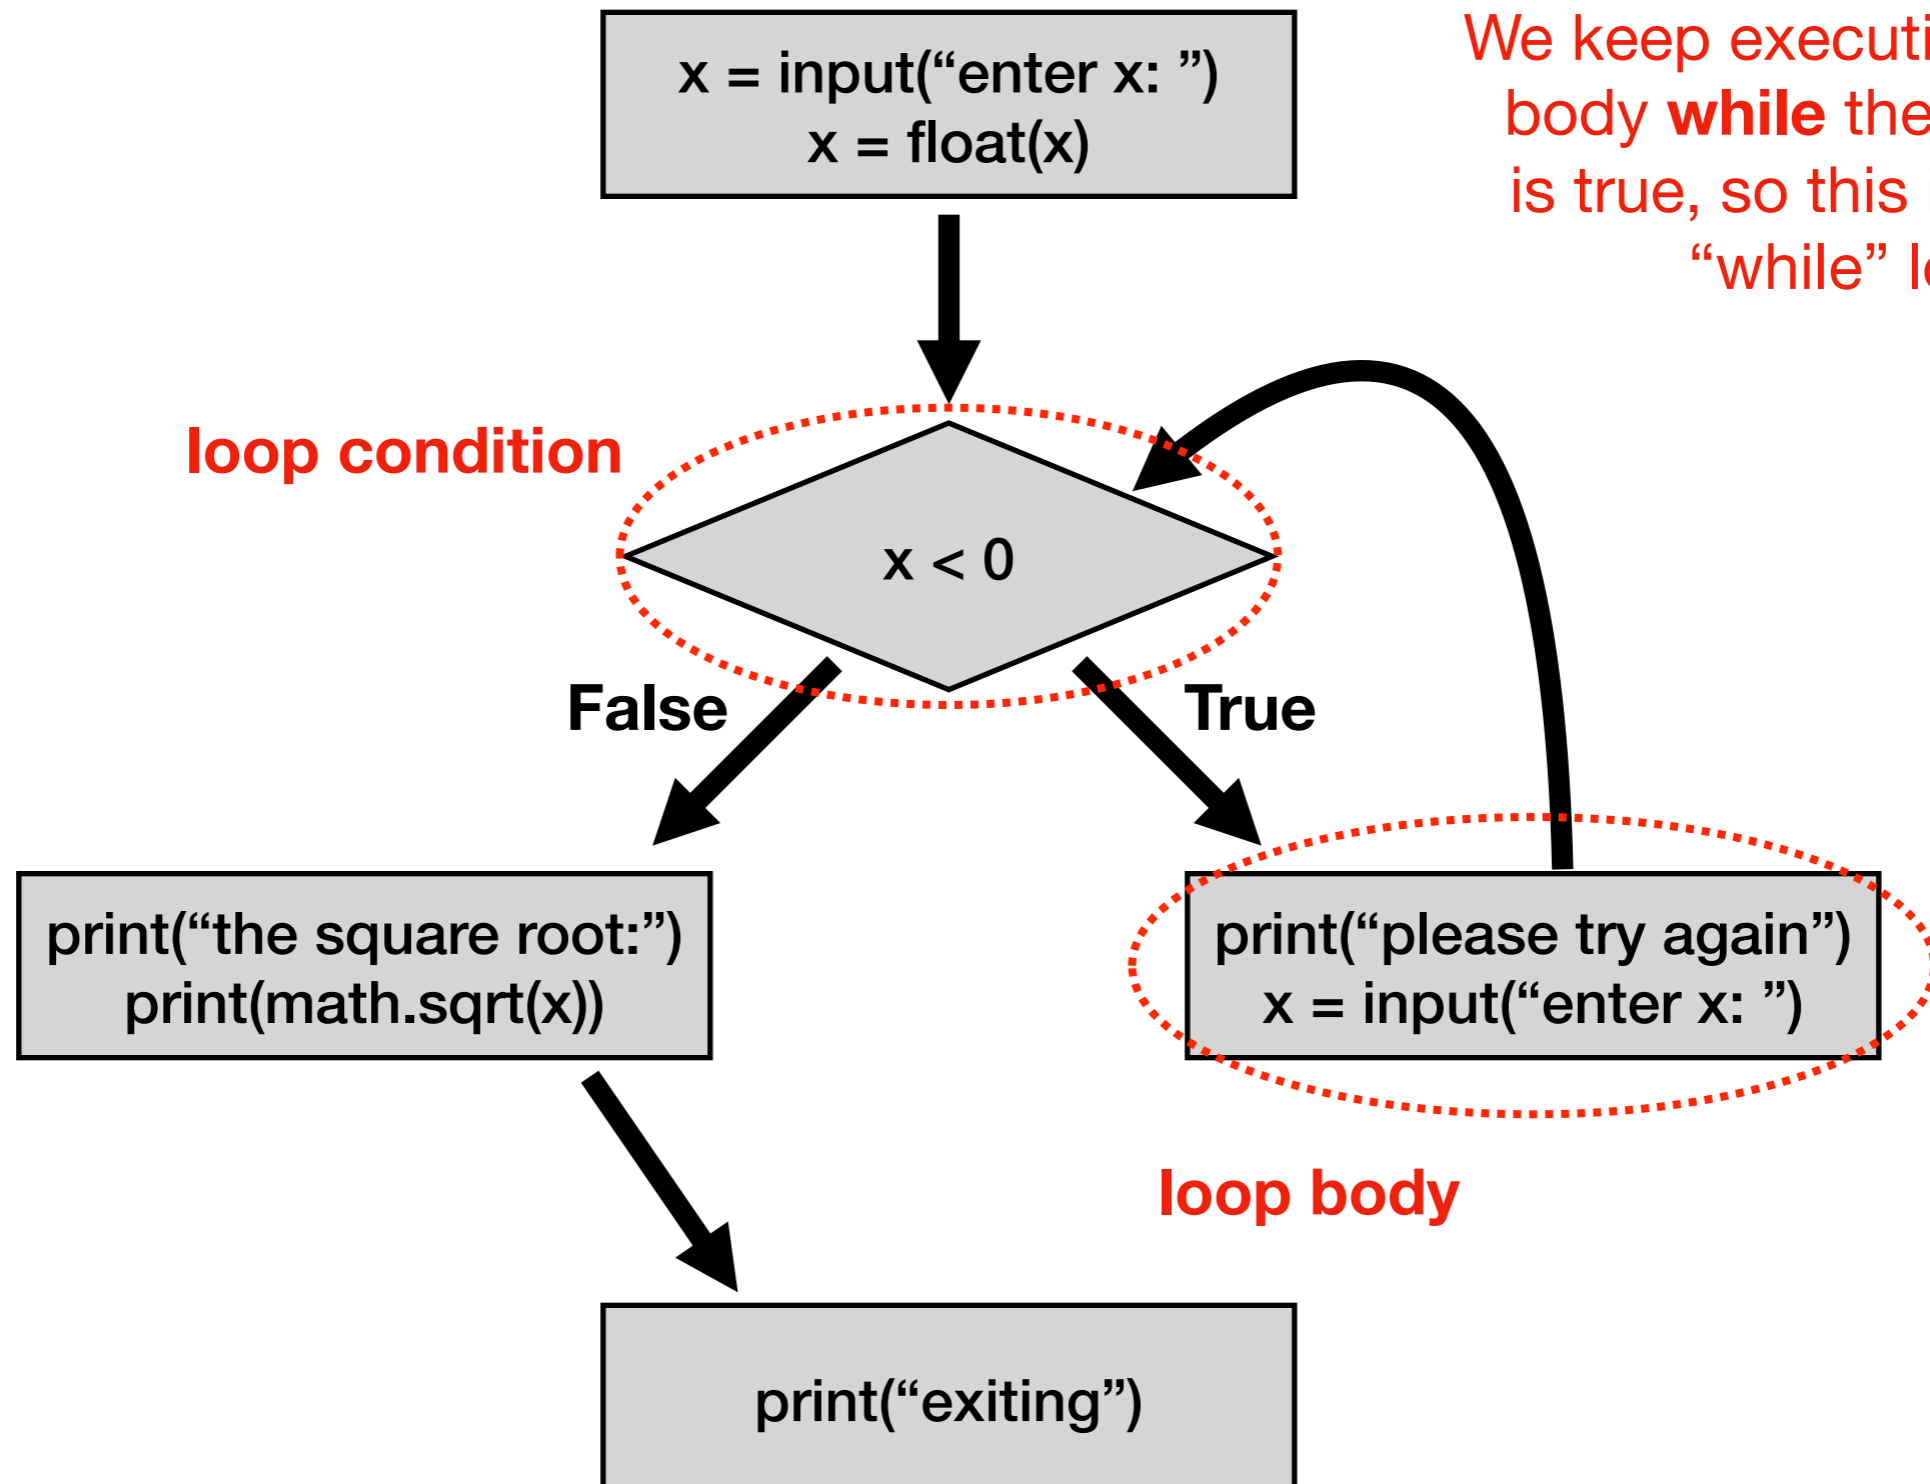 x = input(“enter x: ”)
x = float(x)
We keep
body while the
is true, so this
“while”
loop condition
x < 0
False
True
print(“the square root:”)
print(math.sqrt(x))
print(“please try again”)
x = input(“enter x: ”)
loop body
print(“exiting”)